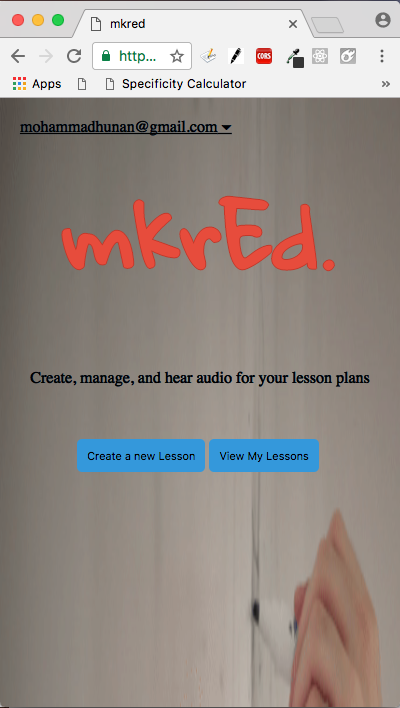 mkred
http...
CORS
Apps
Specificity Calculator
»
mohammadhunan@gmail.com
mkrEd.
Create, manage, and hear audio for your lesson plans
Create a new Lesson
View My Lessons